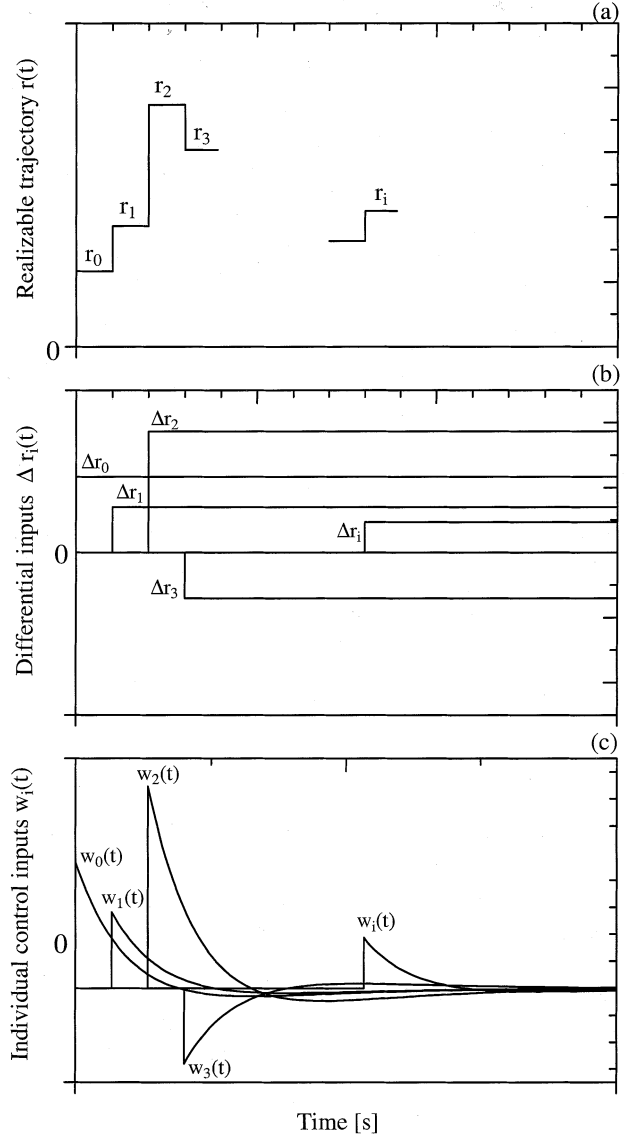 (a)
Realizable trajectory r(t)
r₂
r₃
r₁
rᵢ
r₀
0
(b)
Differential inputs Δ rᵢ(t)
Δr₂
Δr₀
Δr₁
Δrᵢ
0
Δr₃
(c)
Individual control inputs wᵢ(t)
w₂(t)
w₀(t)
w₁(t)
wᵢ(t)
0
w₃(t)
Time [s]